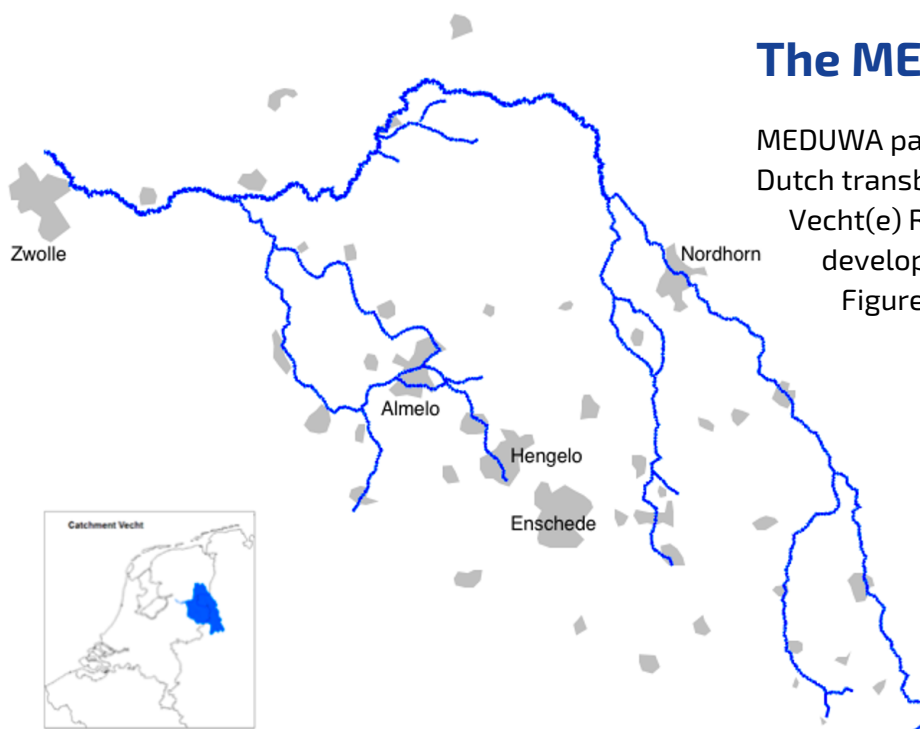 The ME
MEDUWA pa
Dutch transb
Vecht(e) R
develop
Figure
Zwolle
Nordhorn
Almelo
Hengelo
Enschede
Catchment Vecht